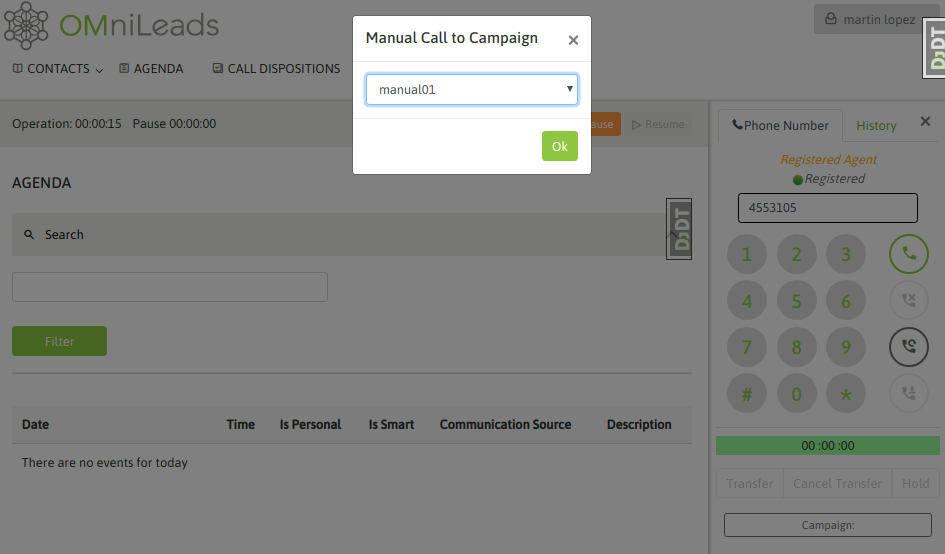 OMniLeads
martin lopez
CONTACTS AGENDA CALL DISPOSITIONS
DjDT
Manual Call to Campaign ×
manual01
Ok
Operation: 00:00:15 Pause 00:00:00
ause Resume
AGENDA
Search
DjDT
Filter
Date Time Is Personal Is Smart Communication Source Description
There are no events for today
Phone Number History ×
Registered Agent
Registered
4553105
1 2 3
4 5 6
7 8 9
# 0 *
00 :00 :00
Transfer Cancel Transfer Hold
Campaign: